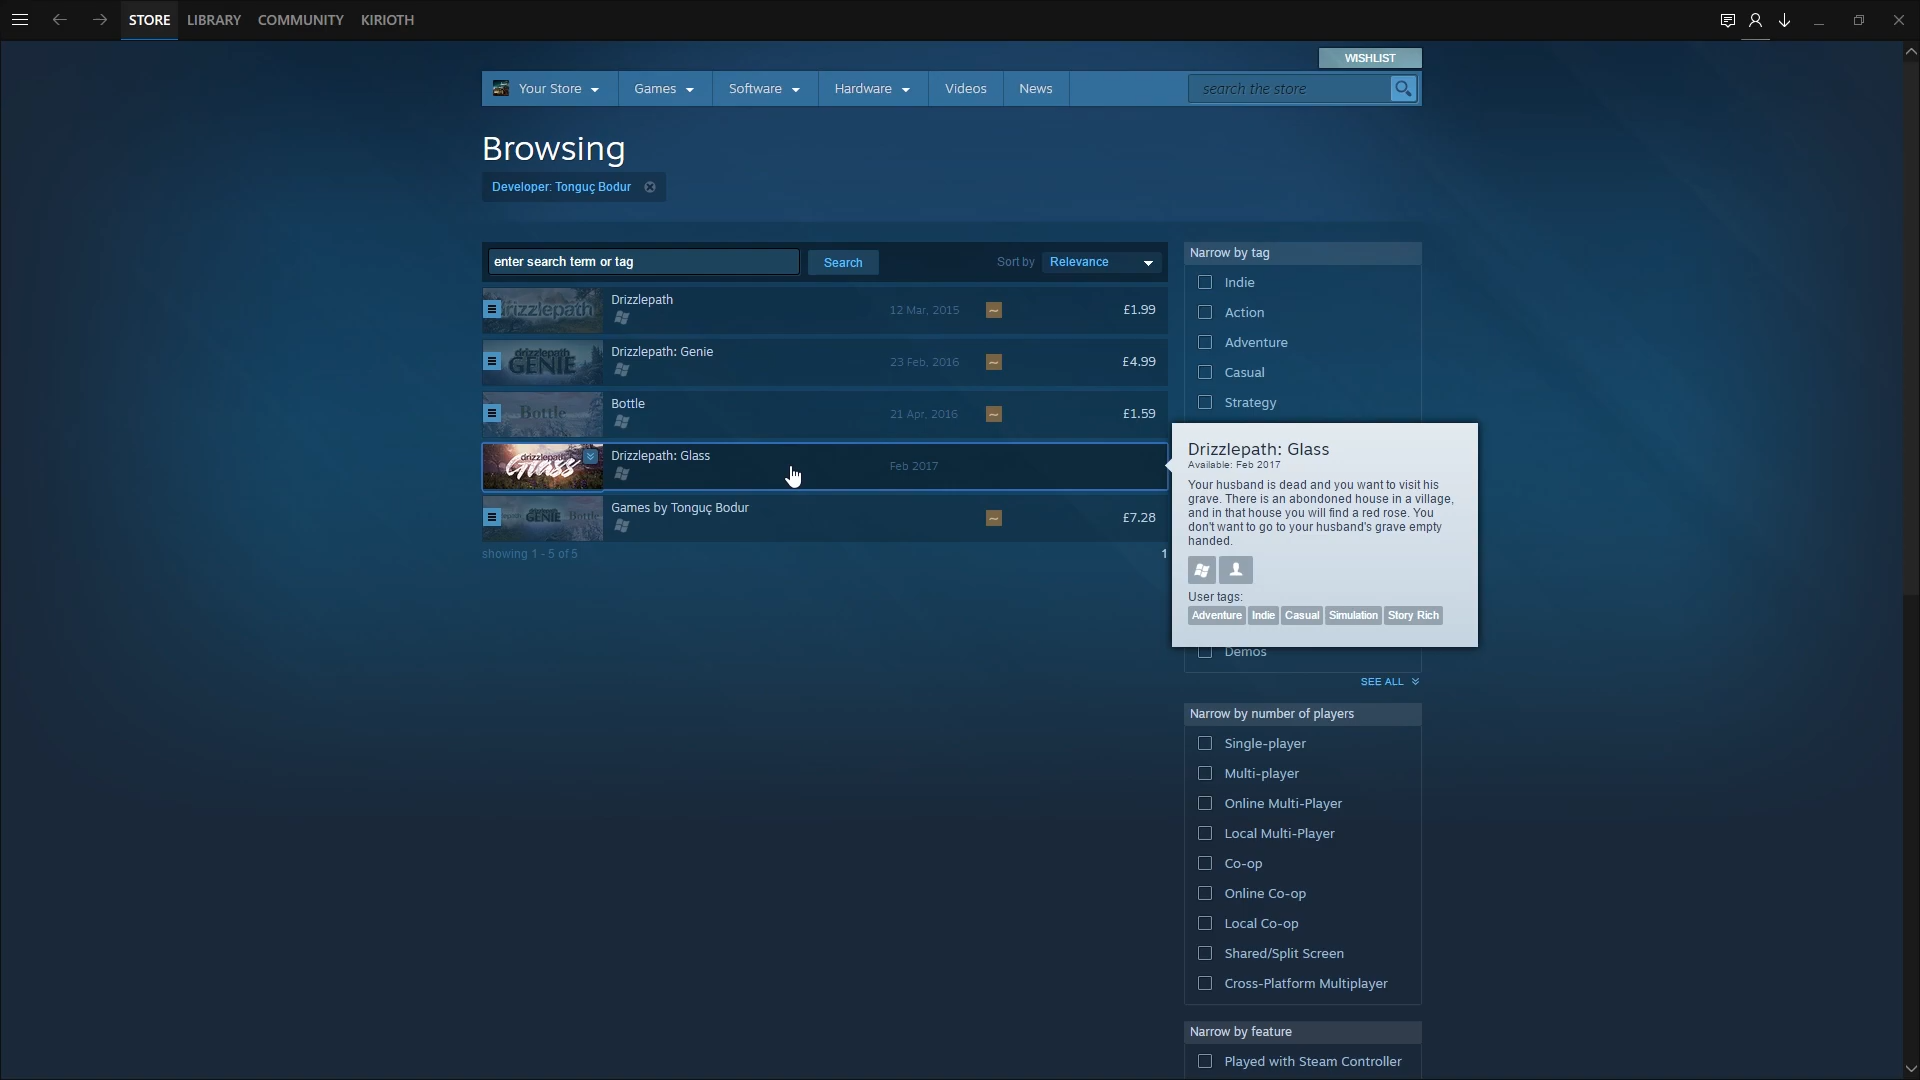 STORE LIBRARY COMMUNITY KIRIOTH
WISHLIST
Your Store Games Software Hardware Videos News search the store
Browsing
Developer: Tonguç Bodur
enter search term or tag Search Sort by Relevance
drizzlepath Drizzlepath 12 Mar, 2015 £1.99
drizzlepath GENIE Drizzlepath: Genie 23 Feb, 2016 £4.99
Bottle Bottle 21 Apr, 2016 £1.59
drizzlepath Glass Drizzlepath: Glass Feb 2017
GENIE Bottle Games by Tonguç Bodur £7.28
showing 1 - 5 of 5 1
Narrow by tag
Indie
Action
Adventure
Casual
Strategy
Drizzlepath: Glass
Available: Feb 2017
Your husband is dead and you want to visit his
grave. There is an abondoned house in a village,
and in that house you will find a red rose. You
don't want to go to your husband's grave empty
handed.
User tags:
Adventure Indie Casual Simulation Story Rich
Demos
SEE ALL
Narrow by number of players
Single-player
Multi-player
Online Multi-Player
Local Multi-Player
Co-op
Online Co-op
Local Co-op
Shared/Split Screen
Cross-Platform Multiplayer
Narrow by feature
Played with Steam Controller